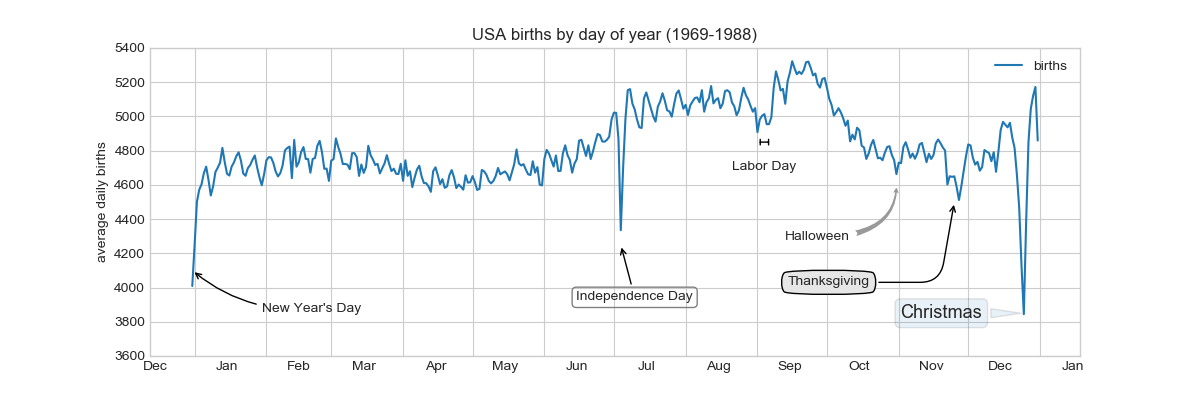 USA births by day of year (1969-1988)
5400
5200
5000
4800
4600
4400
4200
4000
3800
3600
average daily births
births
Labor Day
Halloween
Thanksgiving
Independence Day
New Year's Day
Christmas
Dec Jan Feb Mar Apr May Jun Jul Aug Sep Oct Nov Dec Jan